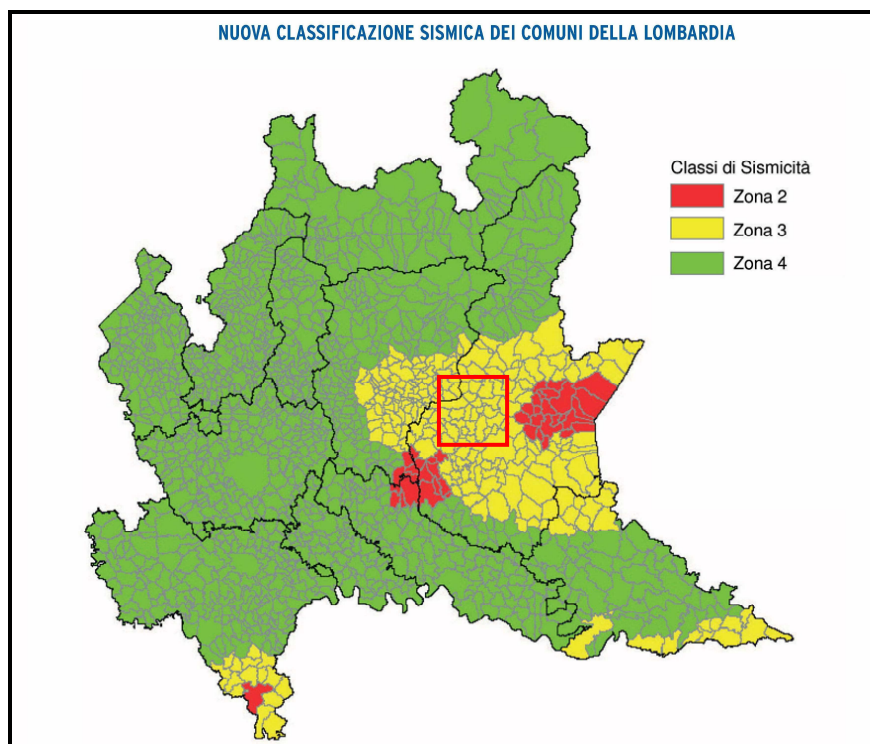 NUOVA CLASSIFICAZIONE SISMICA DEI COMUNI DELLA LOMBARDIA
Classi di Sismicità
Zona 2
Zona 3
Zona 4